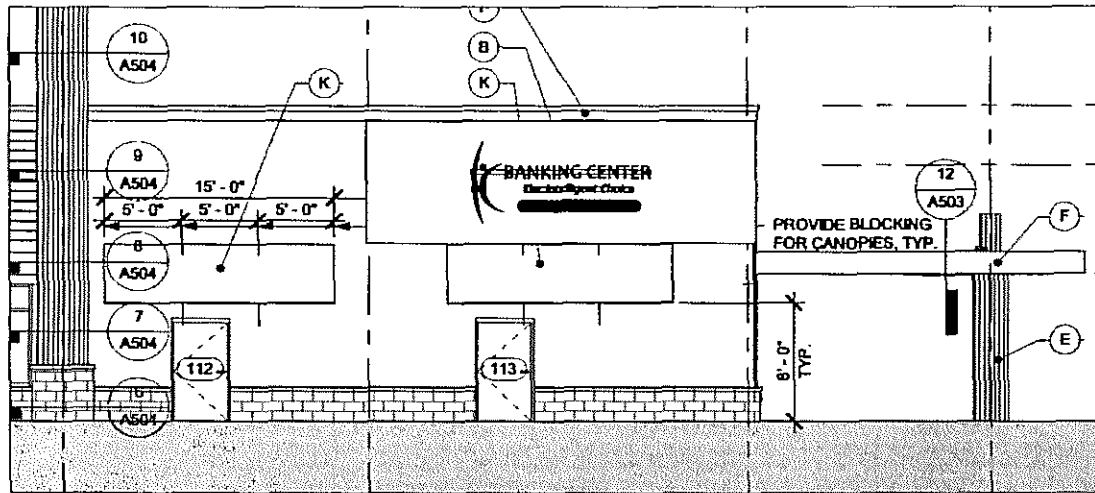 10
A504
K
B
K
9
A504
BANKING CENTER
12
A503
15' - 0"
5' - 0"
5' - 0"
5' - 0"
PROVIDE BLOCKING
FOR CANOPIES, TYP.
F
8
A504
7
A504
E
112
113
8' - 0"
TYP.
A504